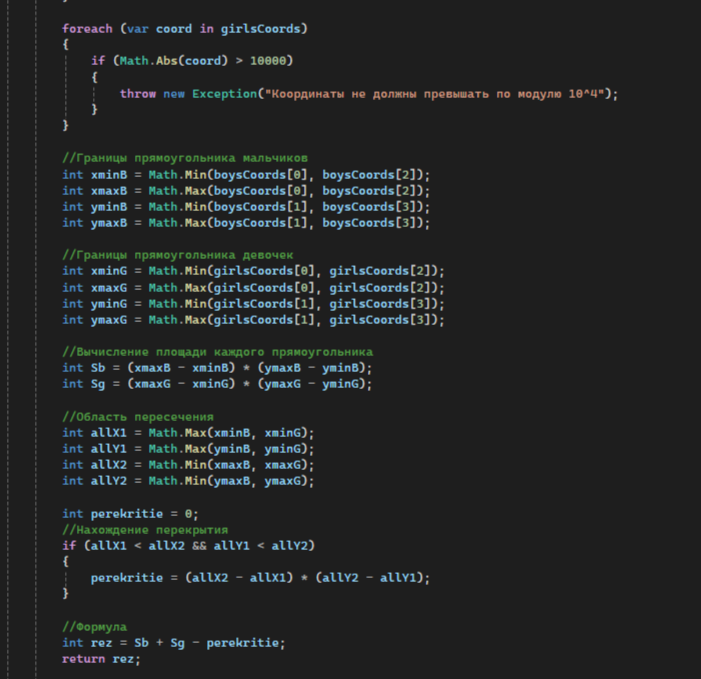 foreach (var coord in girlsCoords)
{
if (Math.Abs(coord) > 10000)
{
throw new Exception("Координаты не должны превышать по модулю 10^4");
}
}
//Границы прямоугольника мальчиков
int xminB = Math.Min(boysCoords[0], boysCoords[2]);
int xmaxB = Math.Max(boysCoords[0], boysCoords[2]);
int yminB = Math.Min(boysCoords[1], boysCoords[3]);
int ymaxB = Math.Max(boysCoords[1], boysCoords[3]);
//Границы прямоугольника девочек
int xminG = Math.Min(girlsCoords[0], girlsCoords[2]);
int xmaxG = Math.Max(girlsCoords[0], girlsCoords[2]);
int yminG = Math.Min(girlsCoords[1], girlsCoords[3]);
int ymaxG = Math.Max(girlsCoords[1], girlsCoords[3]);
//Вычисление площади каждого прямоугольника
int Sb = (xmaxB - xminB) * (ymaxB - yminB);
int Sg = (xmaxG - xminG) * (ymaxG - yminG);
//Область пересечения
int allX1 = Math.Max(xminB, xminG);
int allY1 = Math.Max(yminB, yminG);
int allX2 = Math.Min(xmaxB, xmaxG);
int allY2 = Math.Min(ymaxB, ymaxG);
int perekritie = 0;
//Нахождение перекрытия
if (allX1 < allX2 && allY1 < allY2)
{
perekritie = (allX2 - allX1) * (allY2 - allY1);
}
//Формула
int rez = Sb + Sg - perekritie;
return rez;